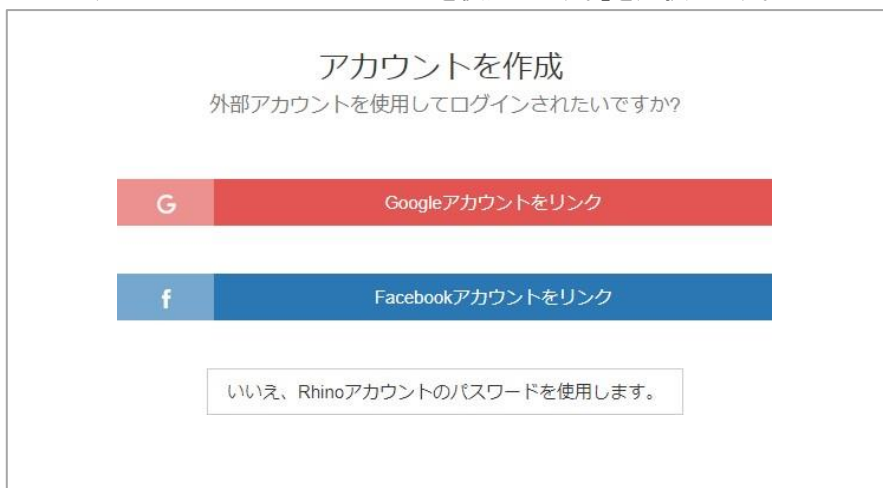 アカウントを作成
外部アカウントを使用してログインされたいですか?
G Googleアカウントをリンク
f Facebookアカウントをリンク
いいえ、Rhinoアカウントのパスワードを使用します。